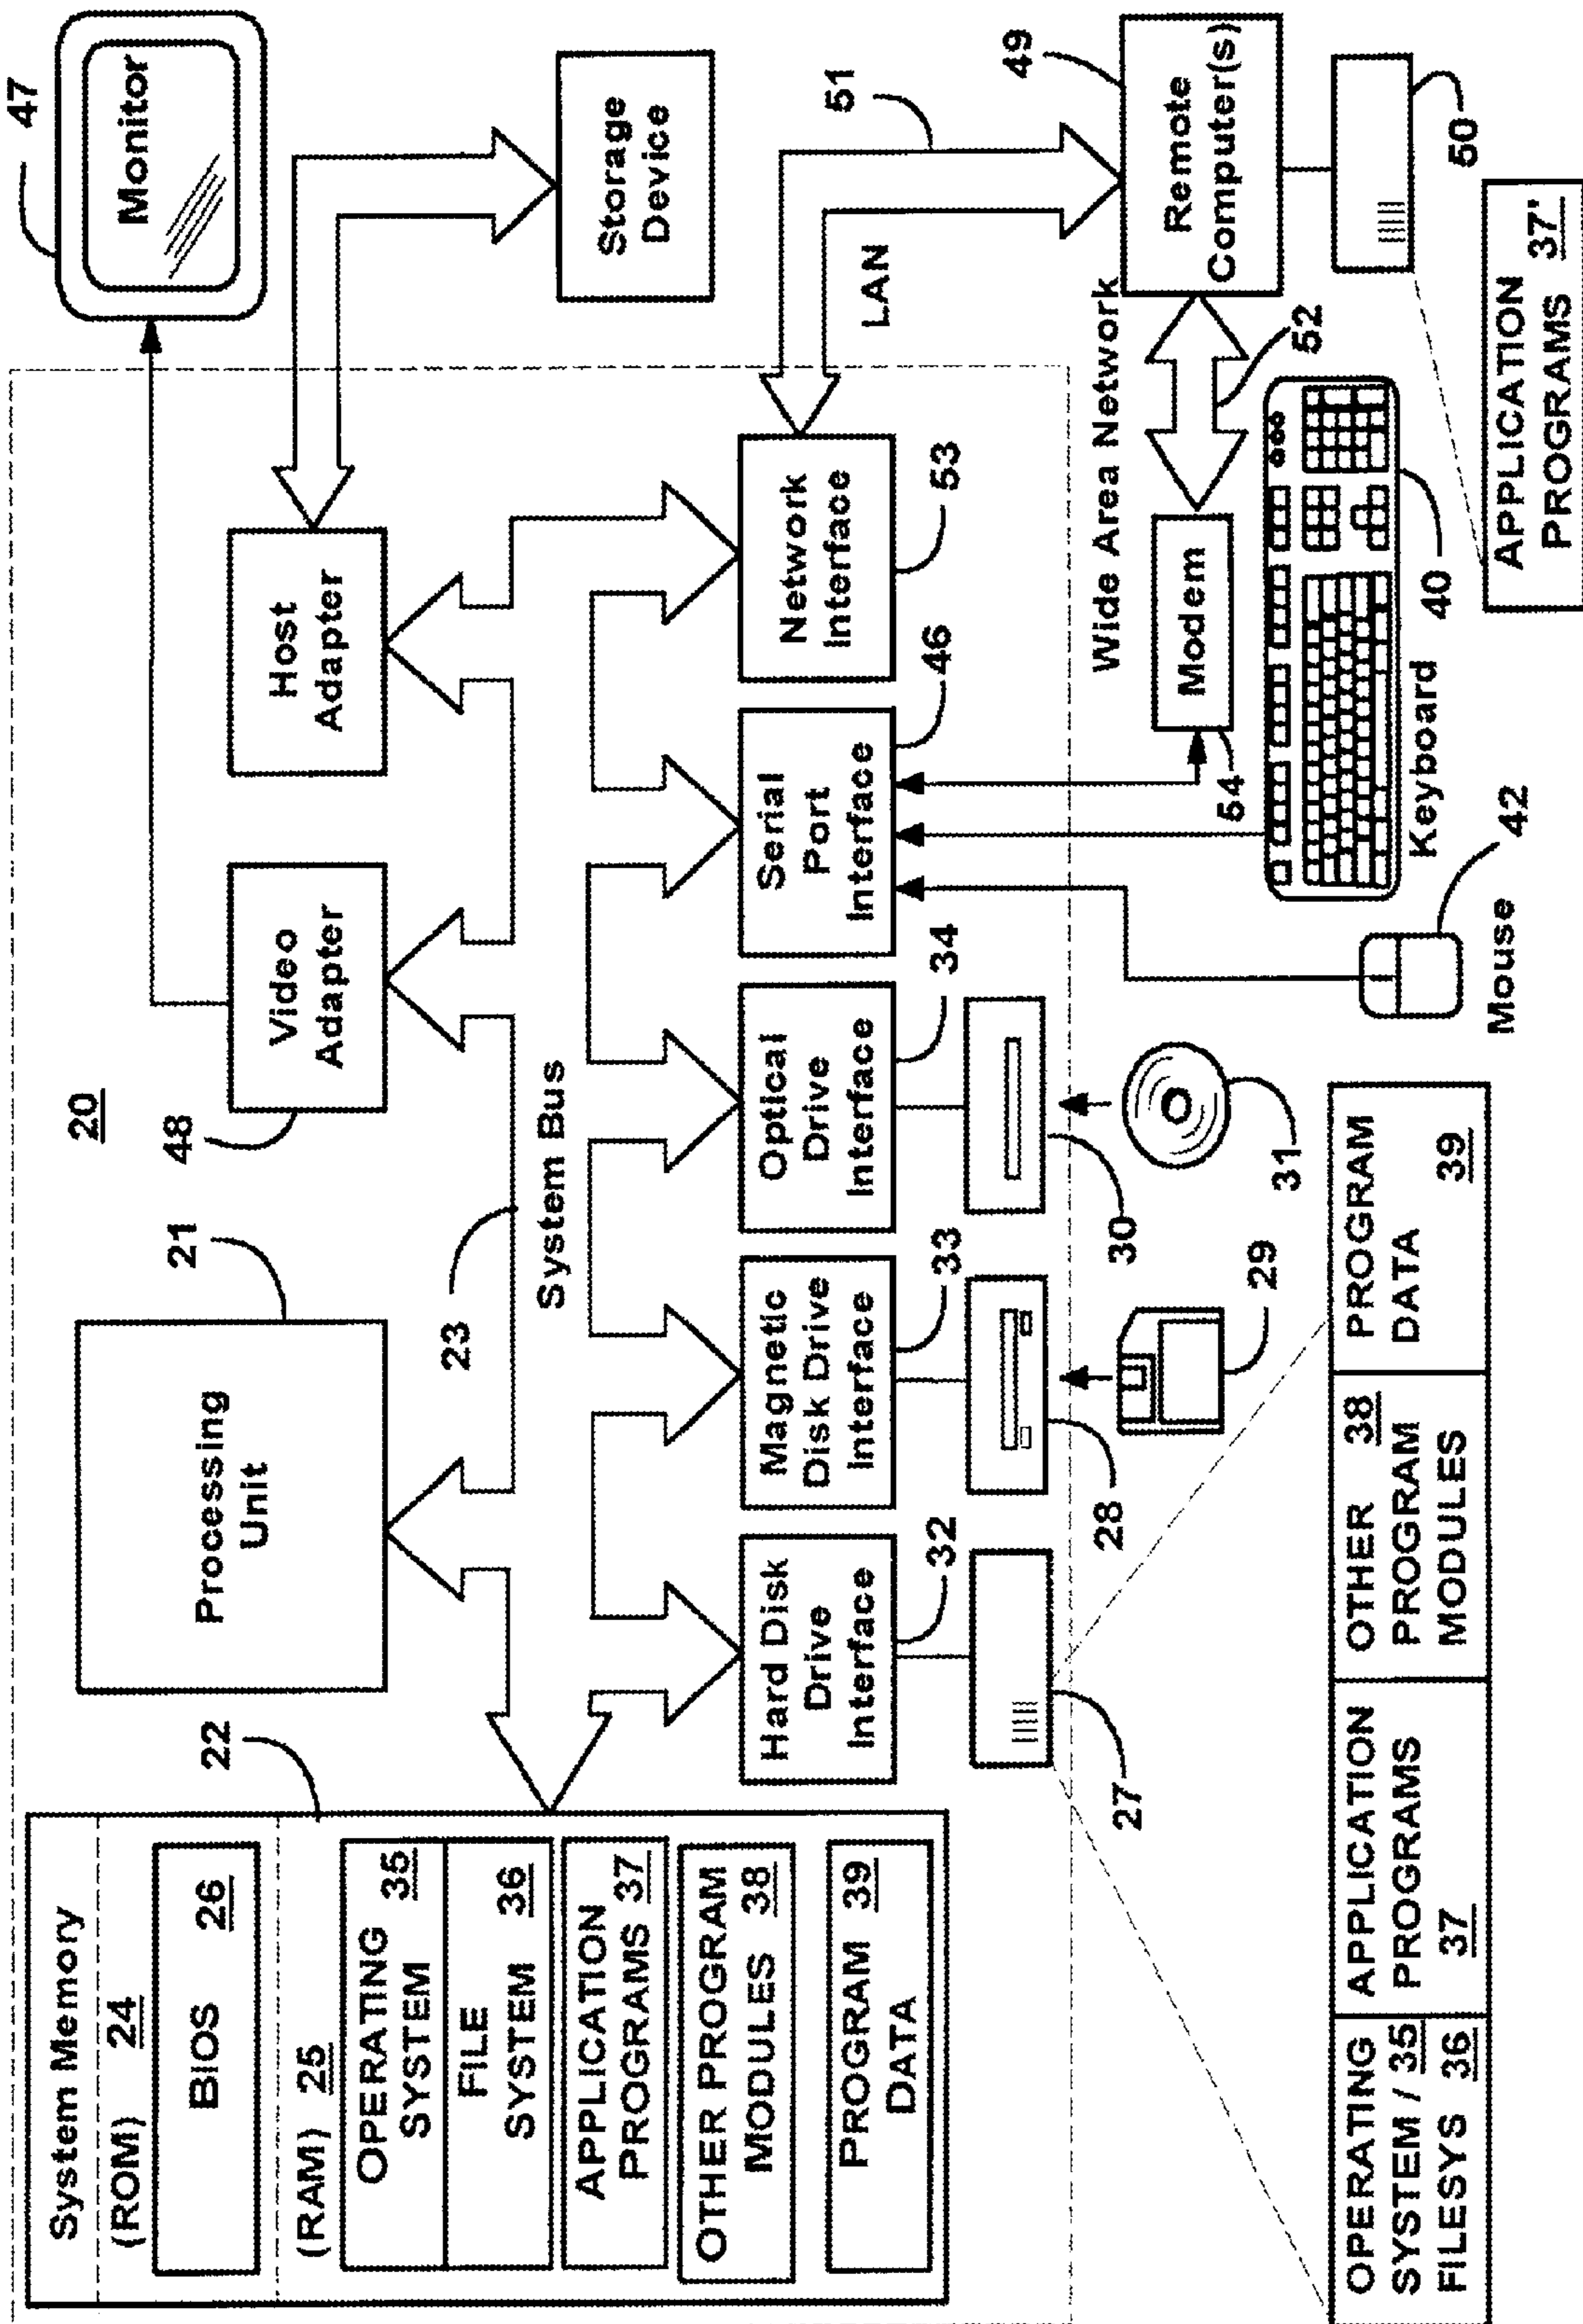 20
System Memory
(ROM) 24
BIOS 26
(RAM) 25
OPERATING
SYSTEM 35
FILE
SYSTEM 36
APPLICATION
PROGRAMS 37
OTHER PROGRAM
MODULES 38
PROGRAM 39
DATA
22
Processing
Unit
21
48
Video
Adapter
Host
Adapter
47
Monitor
Storage
Device
23
System Bus
Hard Disk
Drive
Interface
32
Magnetic
Disk Drive
Interface
33
Optical
Drive
Interface
34
Serial
Port
Interface
46
Network
Interface
53
LAN
51
27
28
29
30
31
Wide Area Network
Modem
54
52
49
Remote
Computer(s)
50
Keyboard
40
Mouse
42
OPERATING
SYSTEM / 35
FILESYS 36
APPLICATION
PROGRAMS
37
OTHER 38
PROGRAM
MODULES
PROGRAM
DATA 39
APPLICATION
PROGRAMS 37'